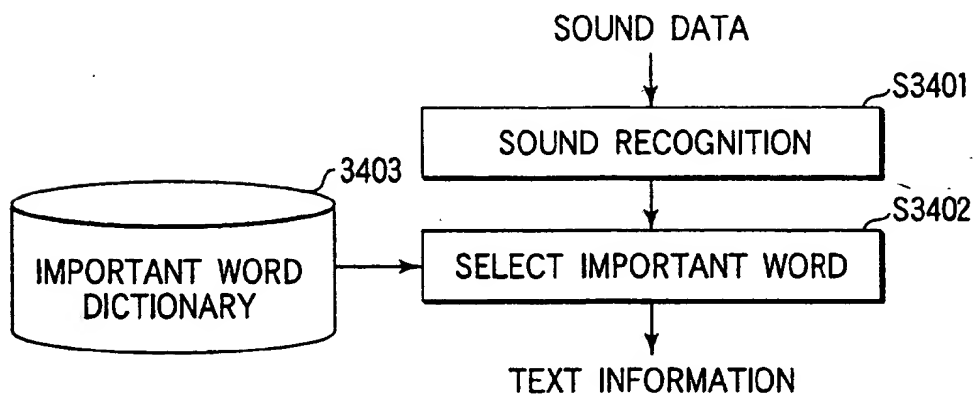 SOUND DATA
S3401
SOUND RECOGNITION
3403
S3402
IMPORTANT WORD
DICTIONARY
SELECT IMPORTANT WORD
TEXT INFORMATION